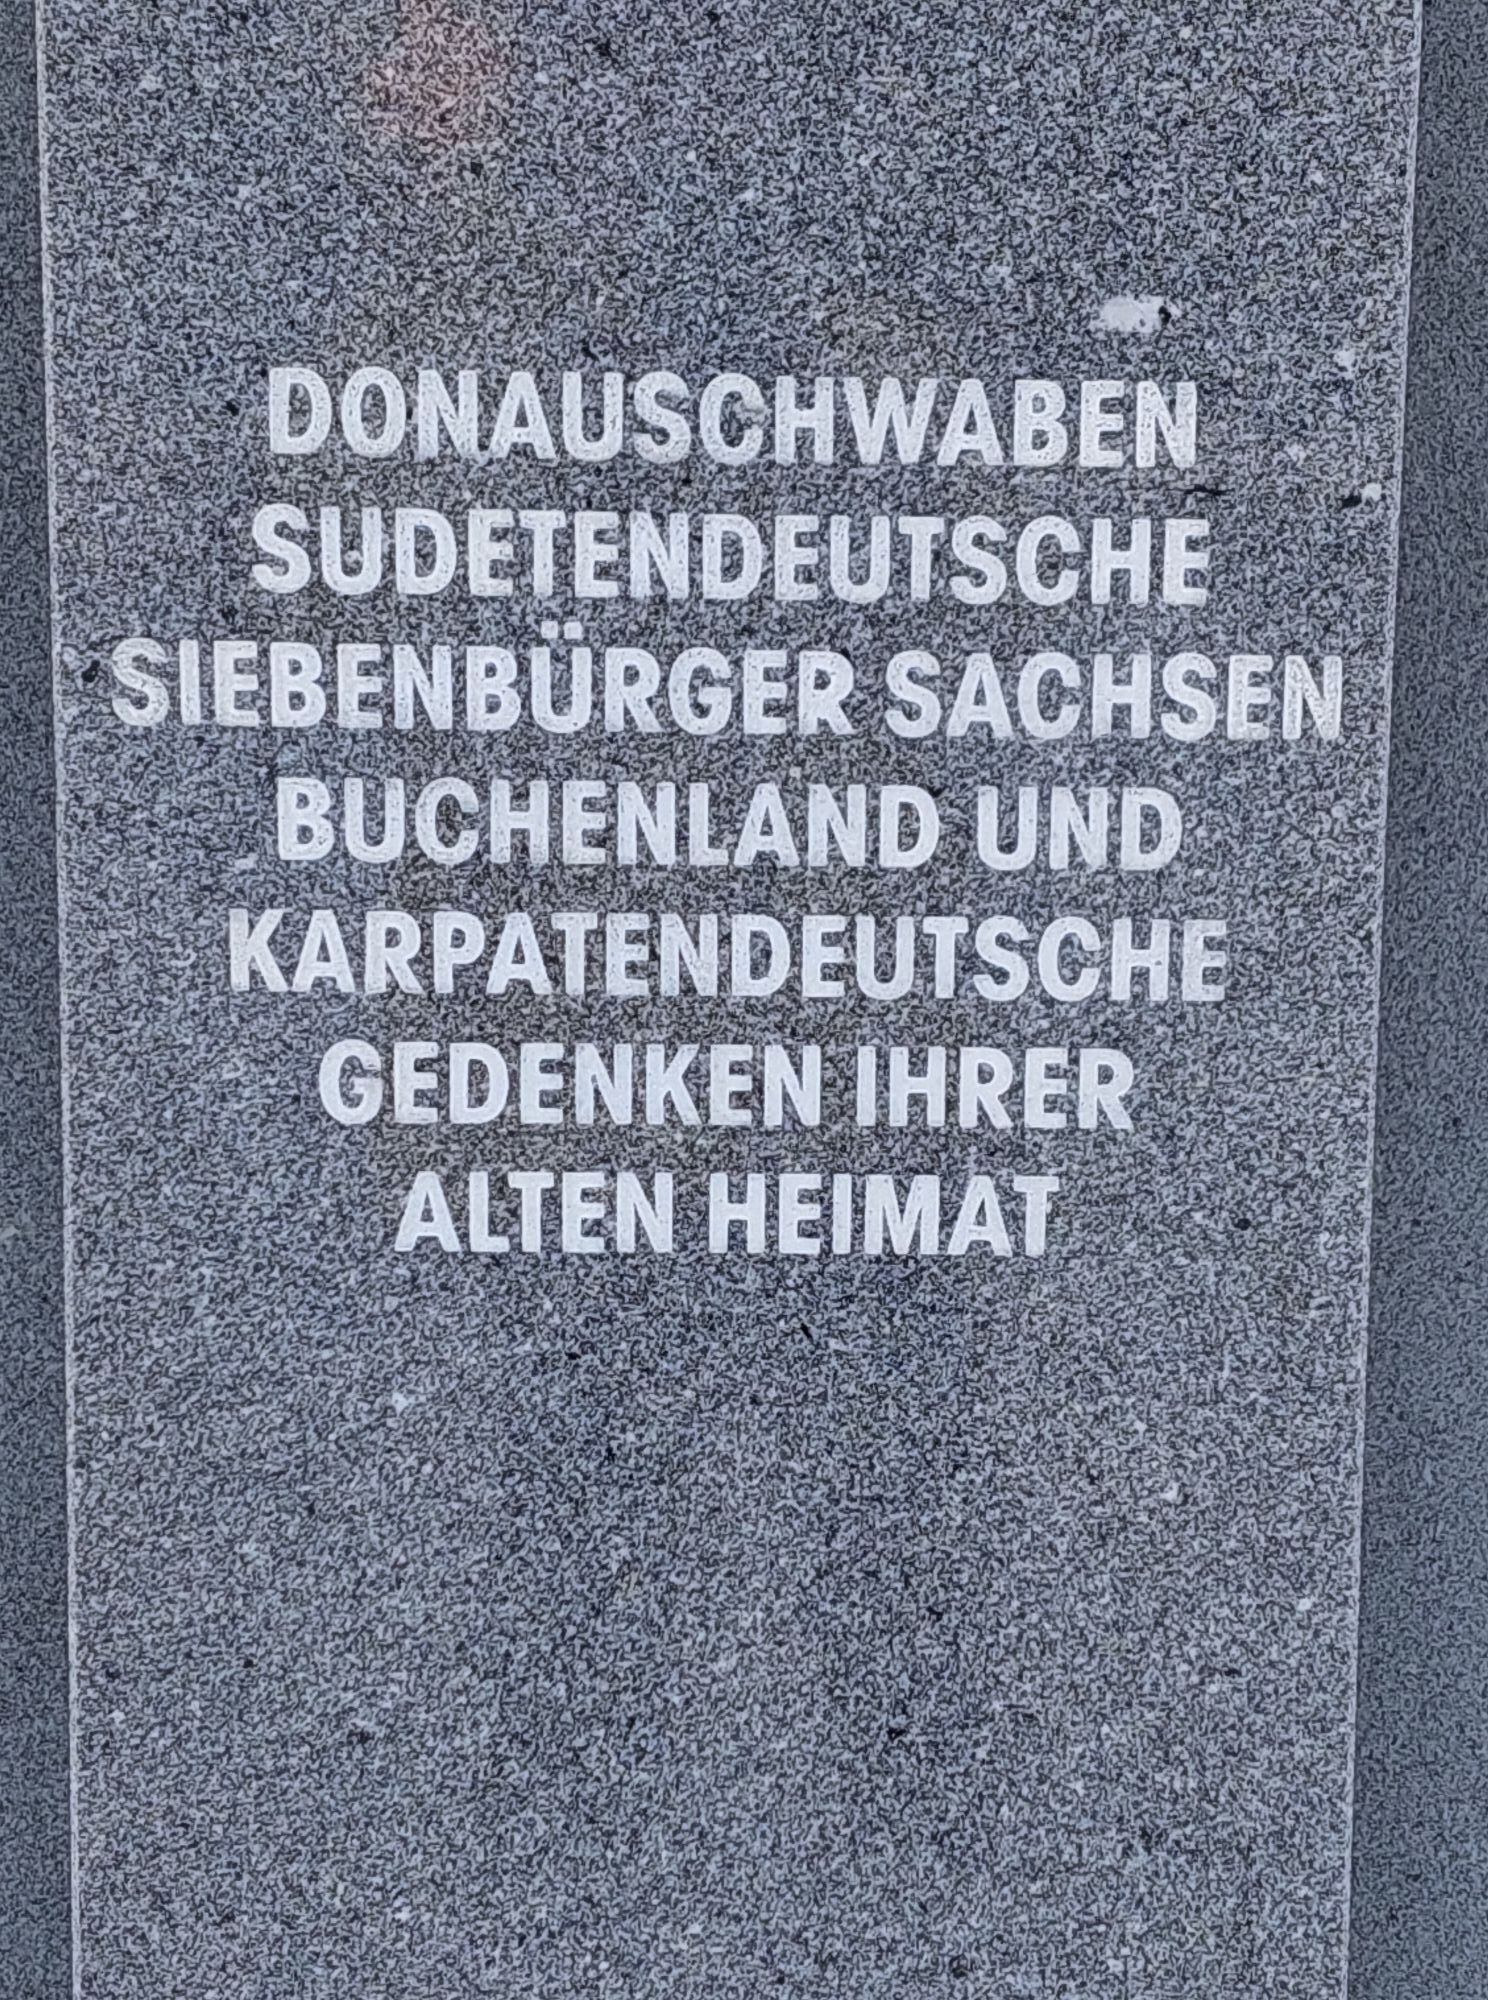 DONAUSCHWABEN
SUDETENDEUTSCHE
SIEBENBÜRGER SACHSEN
BUCHENLAND UND
KARPATENDEUTSCHE
GEDENKEN IHRER
ALTEN HEIMAT